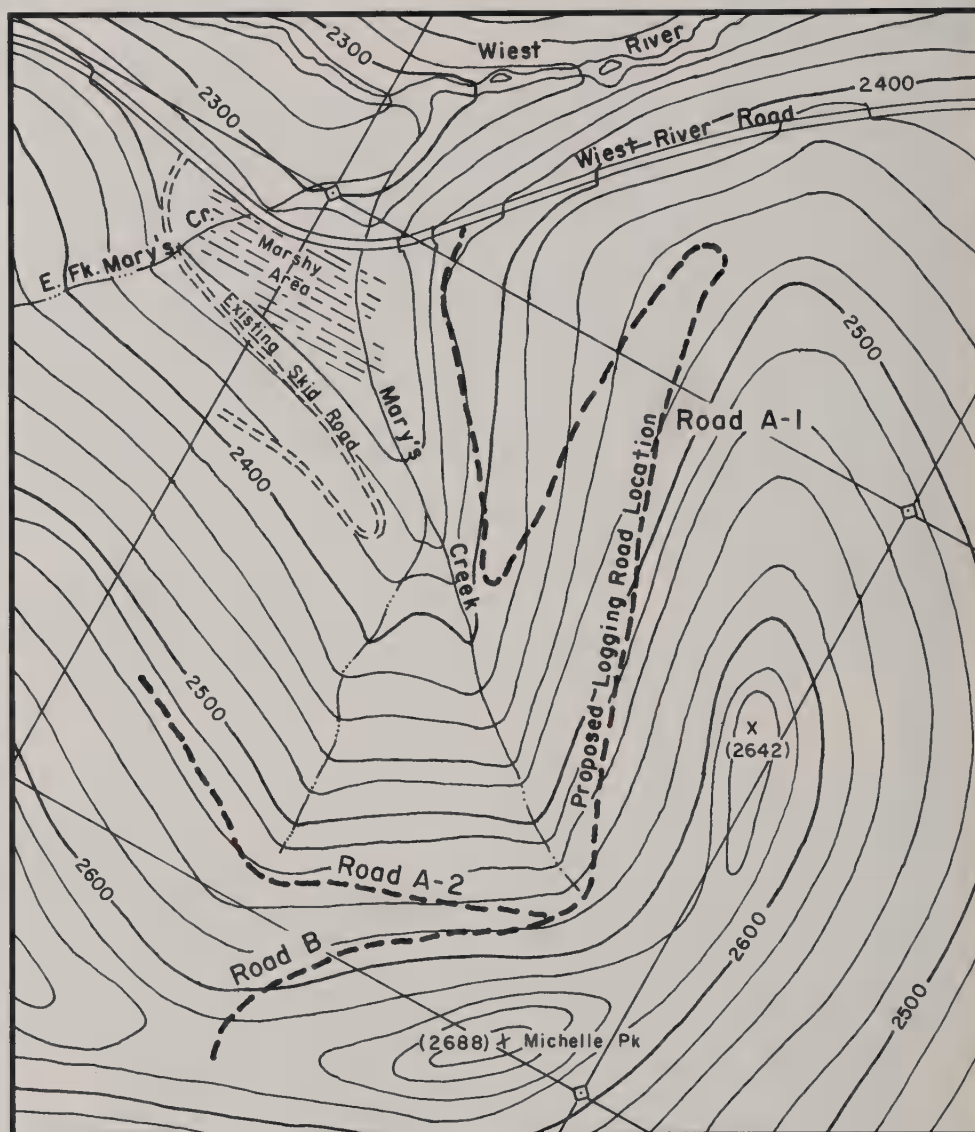 Wiest River
2300
2300
2400
Wiest River Road
E. Fk. Mary's Cr.
Marshy
Area
Existing Skid Road
Mary's
Creek
2400
2500
Road A-1
Proposed Logging Road Location
2500
X
(2642)
Road A-2
2600
Road B
2600
2500
(2688) X Michelle Pk